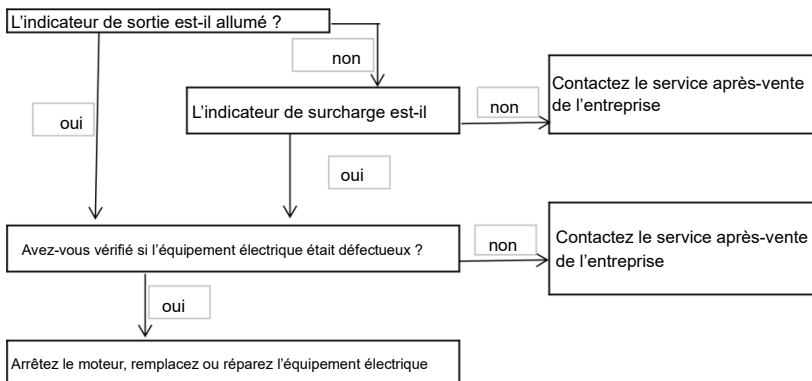 L’indicateur de sortie est-il allumé ?
non
Contactez le service après-vente
de l’entreprise
L’indicateur de surcharge est-il
non
oui
oui
Avez-vous vérifié si l’équipement électrique était défectueux ?
non
Contactez le service après-vente
de l’entreprise
oui
Arrêtez le moteur, remplacez ou réparez l’équipement électrique